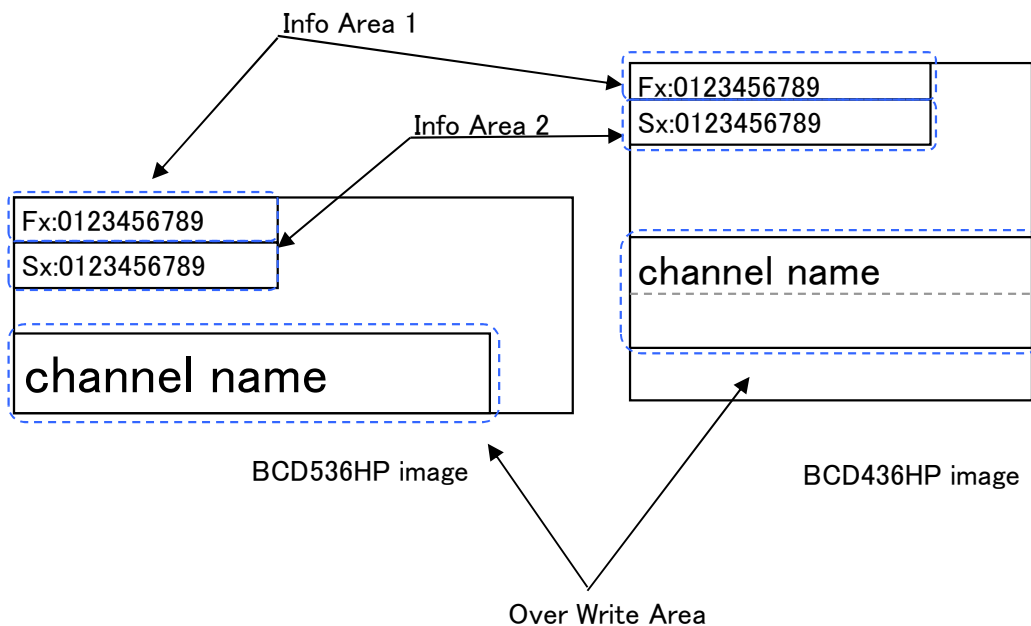 Info Area 1
Fx:0123456789
Info Area 2
Sx:0123456789
Fx:0123456789
Sx:0123456789
channel name
channel name
BCD536HP image
BCD436HP image
Over Write Area